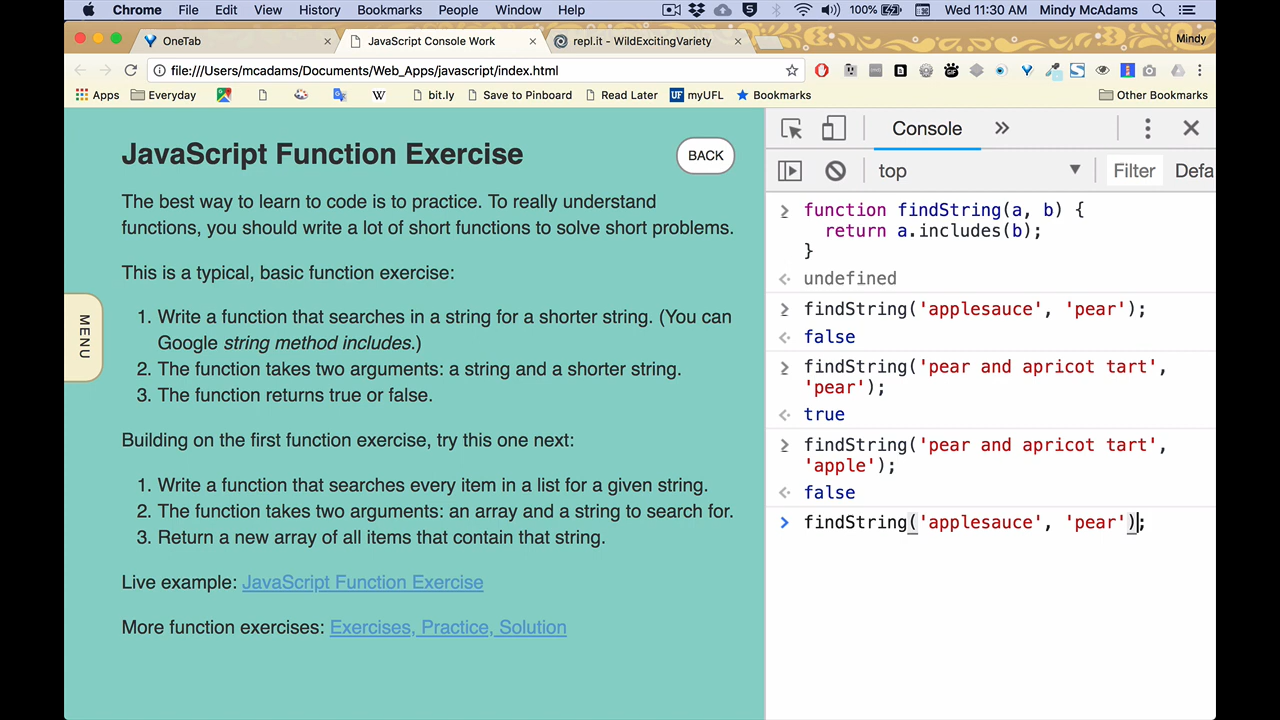 Chrome File Edit View History Bookmarks People Window Help 100% Wed 11:30 AM Mindy McAdams
OneTab × JavaScript Console Work × repl.it - WildExcitingVariety × Mindy
file:///Users/mcadams/Documents/Web_Apps/javascript/index.html
Apps Everyday W bit.ly Save to Pinboard Read Later UF myUFL Bookmarks Other Bookmarks
JavaScript Function Exercise
BACK
The best way to learn to code is to practice. To really understand
functions, you should write a lot of short functions to solve short problems.
This is a typical, basic function exercise:
MENU
1. Write a function that searches in a string for a shorter string. (You can
Google string method includes.)
2. The function takes two arguments: a string and a shorter string.
3. The function returns true or false.
Building on the first function exercise, try this one next:
1. Write a function that searches every item in a list for a given string.
2. The function takes two arguments: an array and a string to search for.
3. Return a new array of all items that contain that string.
Live example: JavaScript Function Exercise
More function exercises: Exercises, Practice, Solution
Console »
top ▼ Filter Defa
> function findString(a, b) {
return a.includes(b);
}
undefined
> findString('applesauce', 'pear');
false
> findString('pear and apricot tart',
'pear');
true
> findString('pear and apricot tart',
'apple');
false
> findString('applesauce', 'pear');